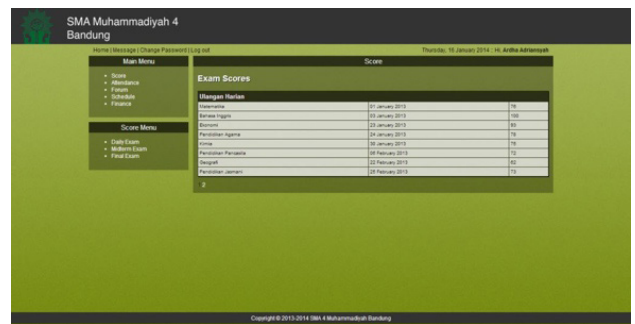 SMA Muhammadiyah 4
Bandung
Home | Message | Change Password | Log out
Thursday, 16 January 2014 : Hi, Ardha Adriansyah
Main Menu
Score
Attendance
Forum
Schedule
Finance
Score Menu
Daily Exam
Midterm Exam
Final Exam
Score
Exam Scores
Ulangan Harian
Matematika 01 January 2013 79
Bahasa Inggris 03 January 2013 100
Ekonomi 23 January 2013 80
Pendidikan Agama 24 January 2013 75
Kimia 30 January 2013 75
Pendidikan Pancasila 06 February 2013 72
Geografi 22 February 2013 82
Pendidikan Jasmani 25 February 2013 73
1 2
Copyright © 2013-2014 SMA 4 Muhammadiyah Bandung